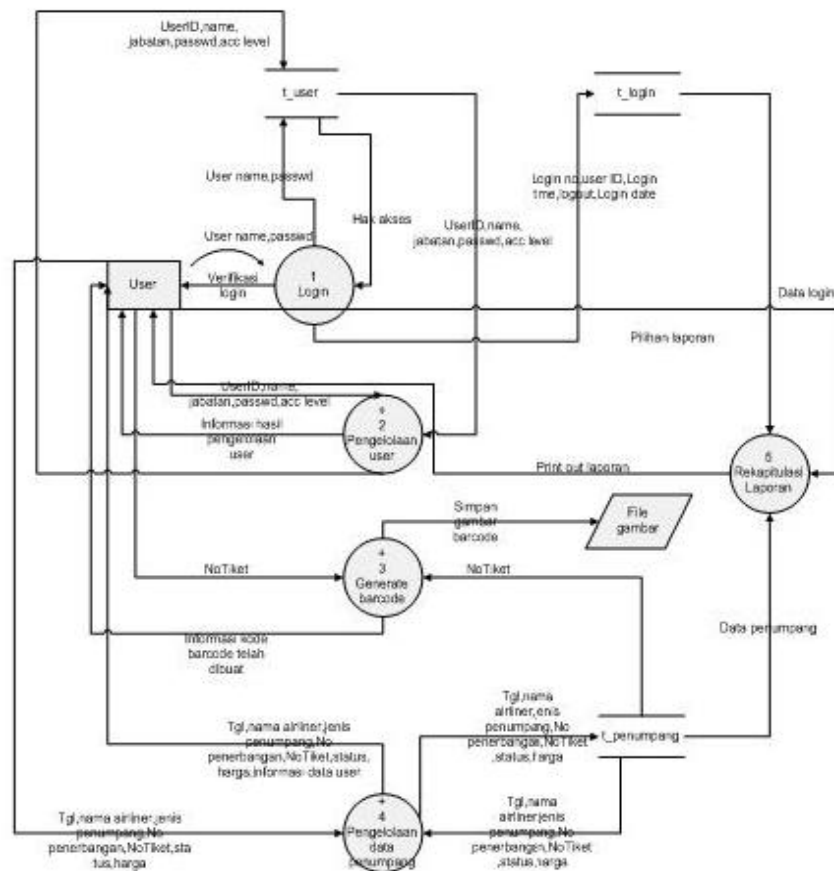 UserID,name,
jabatan,passwd,acc level
t_user
t_login
User name,passwd
Hak akses
Login no,user ID,Login
time,logout,Login date
UserID,name,
jabatan,passwd,acc level
User name,passwd
User
Verifikasi
login
1
Login
Data login
Pilihan laporan
UserID,name,
jabatan,passwd,acc level
Informasi hasil
pengelolaan
user
+
2
Pengelolaan
user
Print out laporan
5
Rekapitulasi
Laporan
Simpan
gambar
barcode
File
gambar
NoTiket
+
3
Generate
barcode
NoTiket
Informasi kode
barcode telah
dibuat
Data penumpang
Tgl,nama airliner,jenis
penumpang,No
penerbangan,NoTiket,status,
harga,informasi data user
Tgl,nama
airliner,jenis
penumpang,No
penerbangan,NoTiket
,status,harga
t_penumpang
Tgl,nama airliner,jenis
penumpang,No
penerbangan,NoTiket,sta
tus,harga
+
4
Pengelolaan
data
penumpang
Tgl,nama
airlinerjenis
penumpang,No
penerbangan,NoTiket
,status,harga